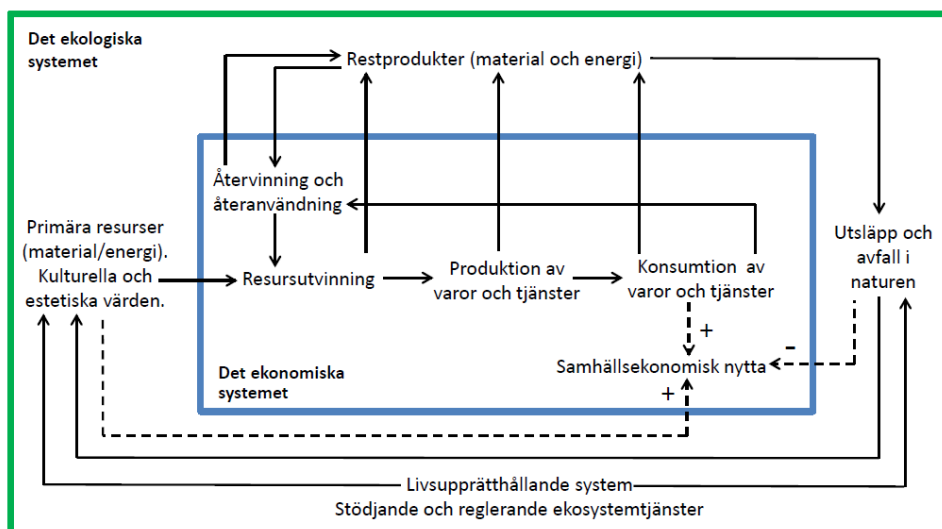 Det ekologiska
systemet
Restprodukter (material och energi)
Återvinning och
återanvändning
Primära resurser
(material/energi).
Kulturella och
estetiska värden.
Resursutvinning
Produktion av
varor och tjänster
Konsumtion av
varor och tjänster
Utsläpp och
avfall i
naturen
+
-
Samhällsekonomisk nytta
+
Det ekonomiska
systemet
Livsupprätthållande system
Stödjande och reglerande ekosystemtjänster